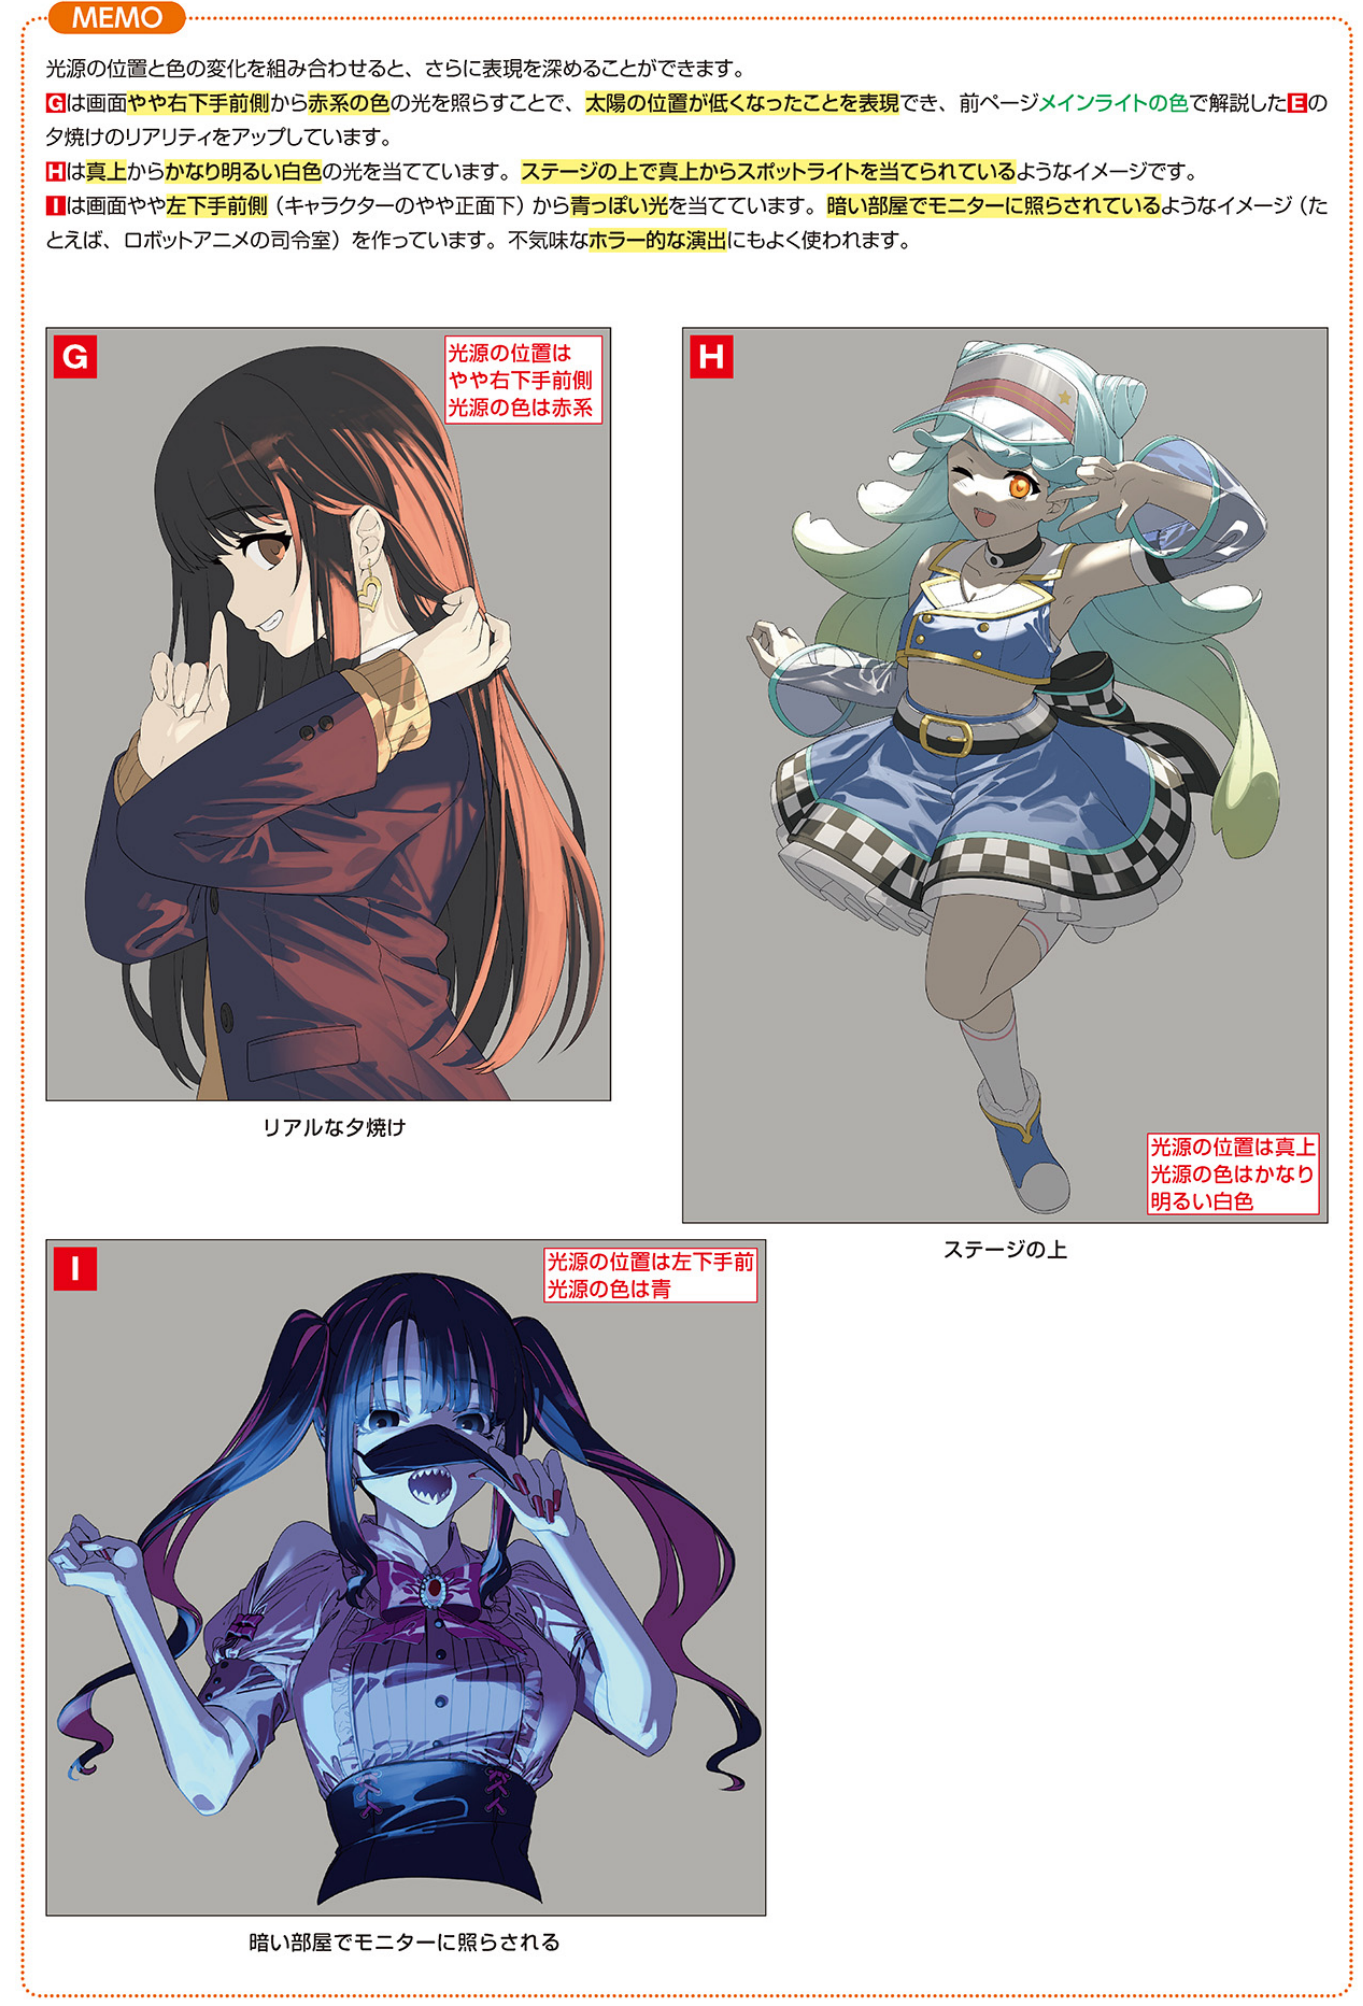 MEMO
光源の位置と色の変化を組み合わせると、さらに表現を深めることができます。
Gは画面やや右下手前側から赤系の色の光を照らすことで、太陽の位置が低くなったことを表現でき、前ページメインライトの色で解説したEの
夕焼けのリアリティをアップしています。
Hは真上からかなり明るい白色の光を当てています。ステージの上で真上からスポットライトを当てられているようなイメージです。
Iは画面やや左下手前側（キャラクターのやや正面下）から青っぽい光を当てています。暗い部屋でモニターに照らされているようなイメージ（た
とえば、ロボットアニメの司令室）を作っています。不気味なホラー的な演出にもよく使われます。
G
光源の位置は
やや右下手前側
光源の色は赤系
リアルな夕焼け
H
光源の位置は真上
光源の色はかなり
明るい白色
ステージの上
I
光源の位置は左下手前
光源の色は青
暗い部屋でモニターに照らされる